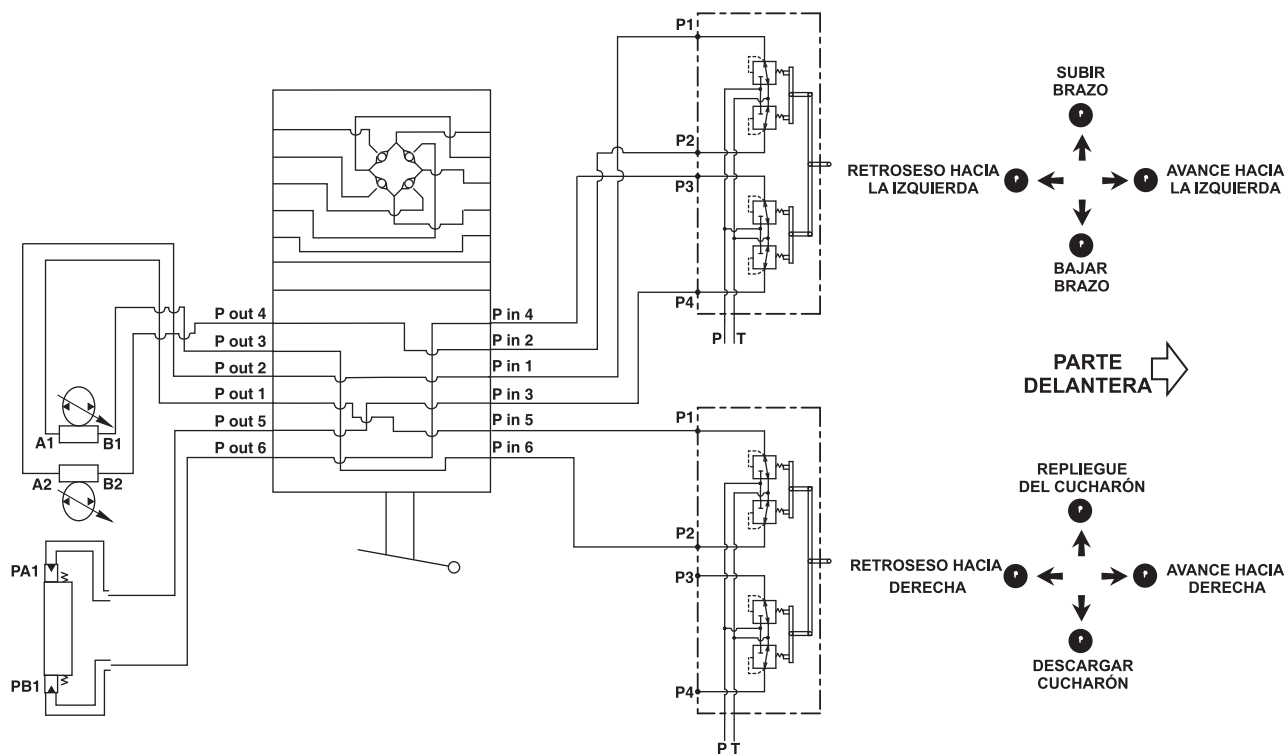 P1
P2
P3
P4
P T
SUBIR
BRAZO
RETROSESO HACIA
LA IZQUIERDA
AVANCE HACIA
LA IZQUIERDA
BAJAR
BRAZO
PARTE
DELANTERA
P out 4
P out 3
P out 2
P out 1
P out 5
P out 6
P in 4
P in 2
P in 1
P in 3
P in 5
P in 6
A1
B1
A2
B2
PA1
PB1
P1
P2
P3
P4
P T
REPLIEGUE
DEL CUCHARÓN
RETROSESO HACIA
DERECHA
AVANCE HACIA
DERECHA
DESCARGAR
CUCHARÓN